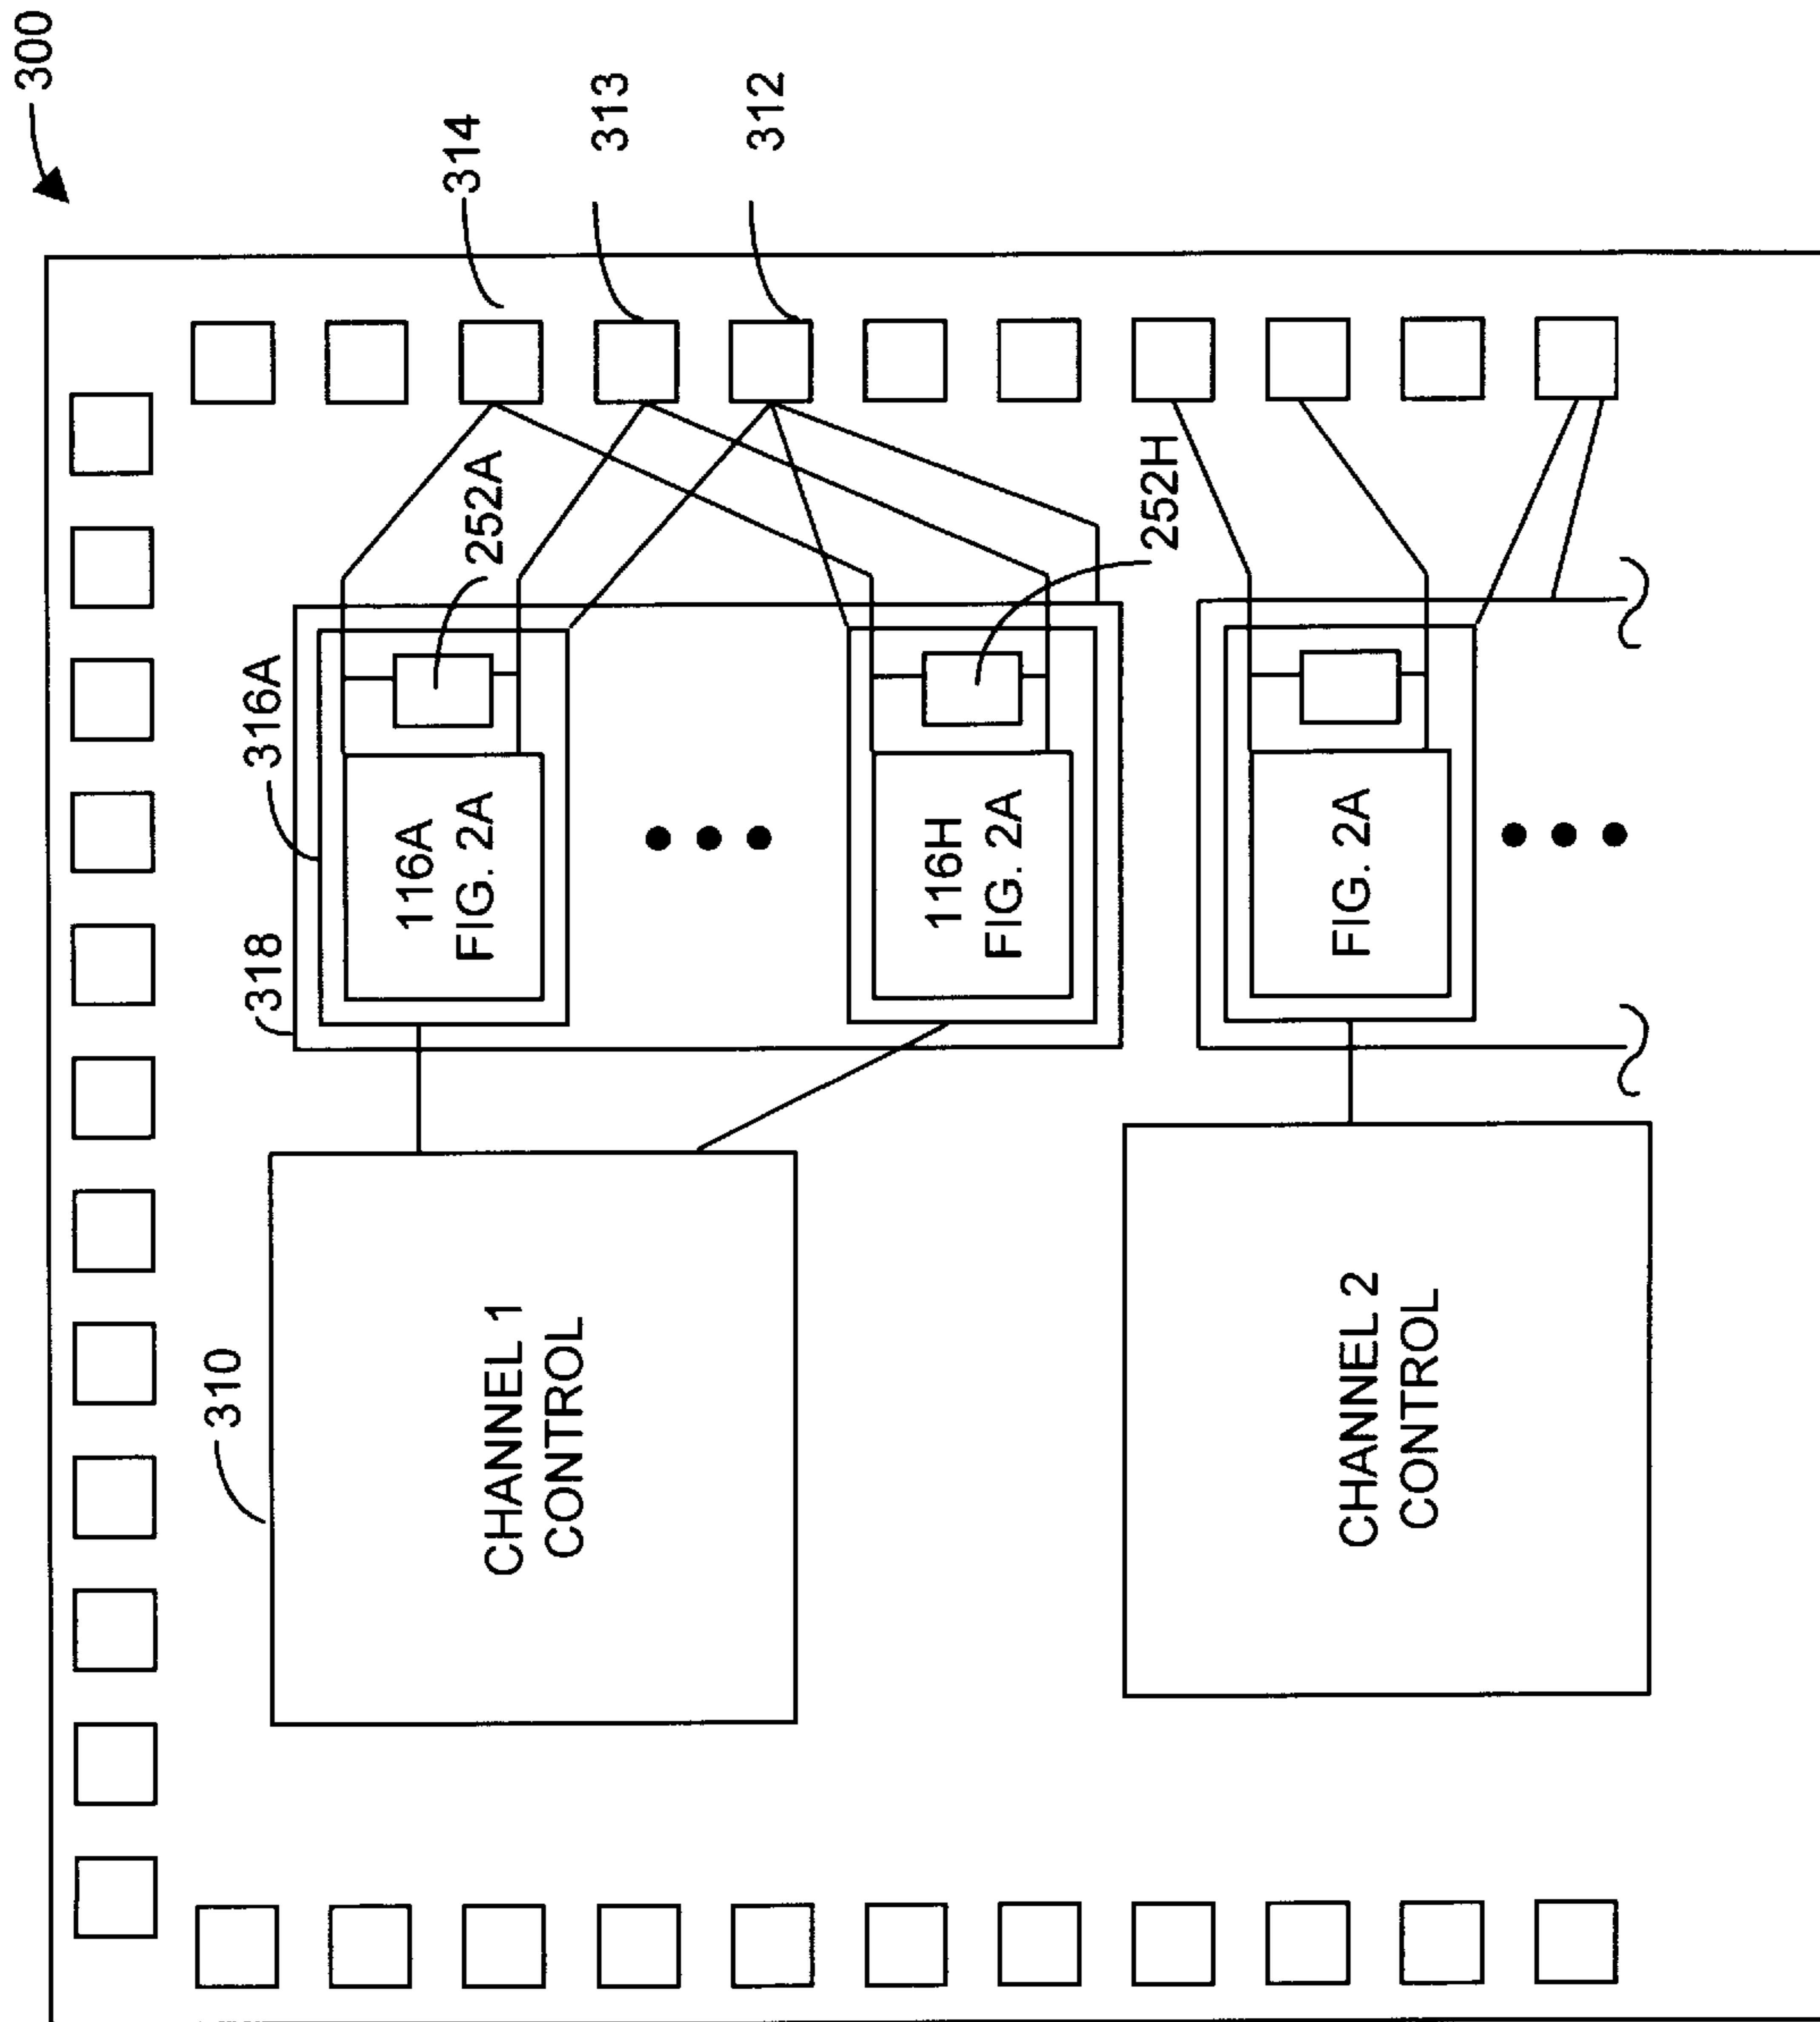 300
314
313
312
252A
252H
316A
318
116A
FIG. 2A
116H
FIG. 2A
FIG. 2A
310
CHANNEL 1
CONTROL
CHANNEL 2
CONTROL